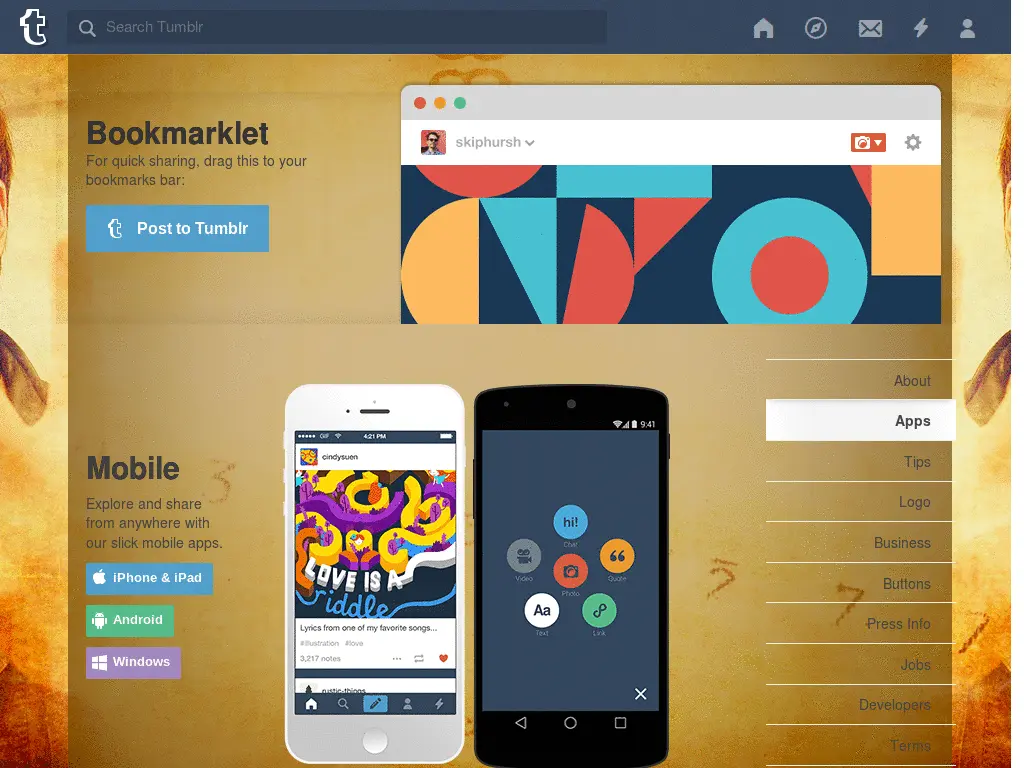 Search Tumblr
Bookmarklet
For quick sharing, drag this to your
bookmarks bar:
Post to Tumblr
skiphursh
About
Apps
Tips
Logo
Business
Buttons
Press Info
Jobs
Developers
Terms
Mobile
Explore and share
from anywhere with
our slick mobile apps.
iPhone & iPad
Android
Windows
GIF 4:21 PM
cindysuen
LOVE IS A
riddle
Lyrics from one of my favorite songs...
#illustration #love
3,217 notes
rustic-things
9:41
hi!
Chat
Video
Quote
Photo
Aa
Text
Link